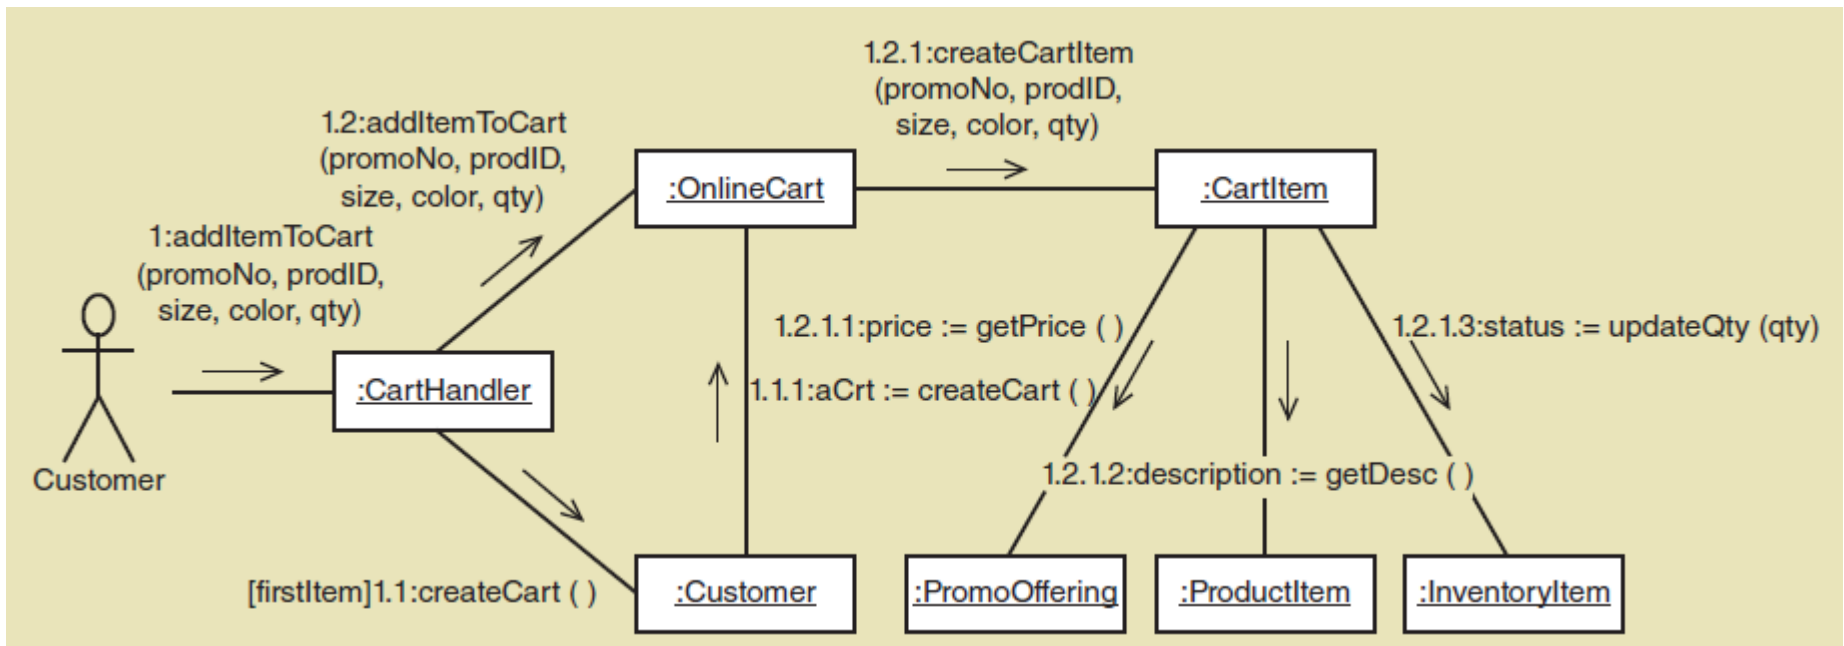 1.2.1:createCartItem
(promoNo, prodID,
size, color, qty)
1.2:addItemToCart
(promoNo, prodID,
size, color, qty)
:OnlineCart
:CartItem
1:addItemToCart
(promoNo, prodID,
size, color, qty)
1.2.1.1:price := getPrice ( )
1.2.1.3:status := updateQty (qty)
:CartHandler
1.1.1:aCrt := createCart ( )
Customer
1.2.1.2:description := getDesc ( )
[firstItem]1.1:createCart ( )
:Customer
:PromoOffering
:ProductItem
:InventoryItem